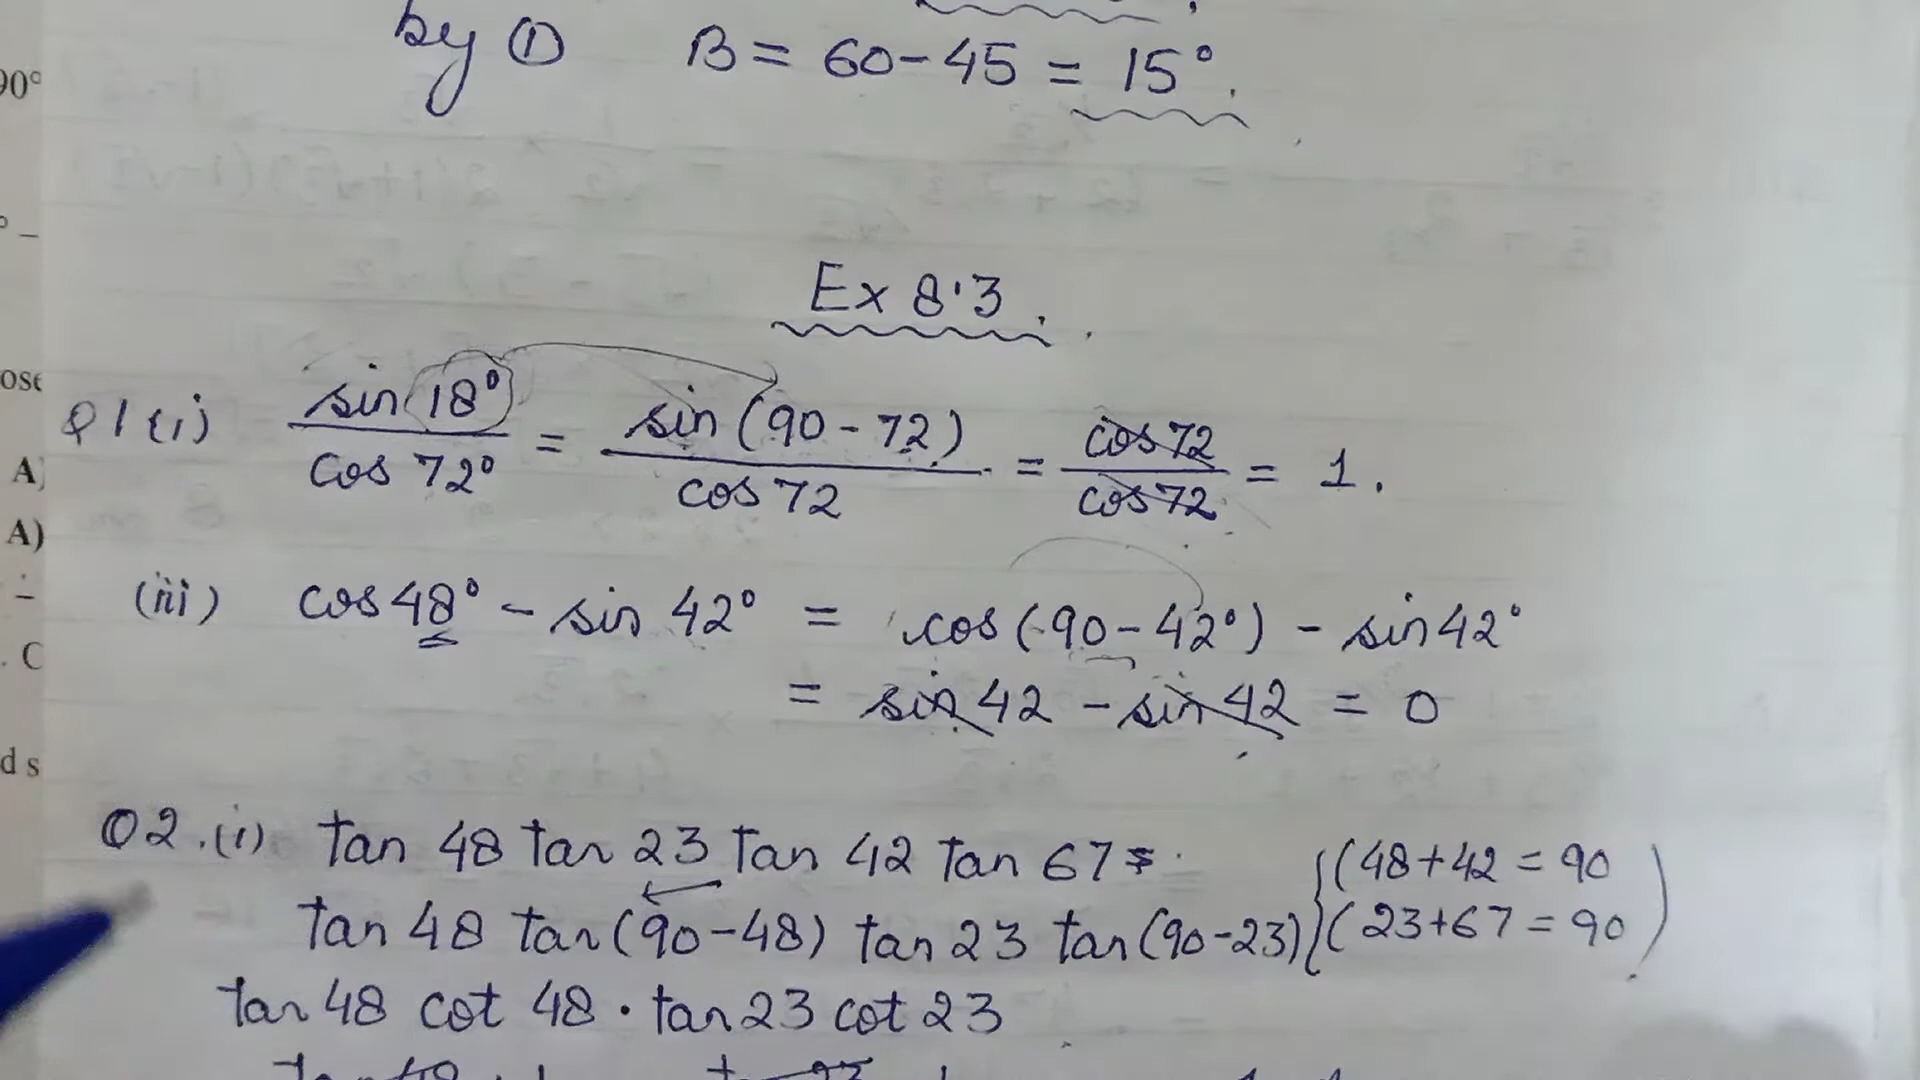 by ① B = 60-45 = 15°.
90°
Ex 8.3.
ose
Q1(i) sin 18° / cos 72° = sin(90-72) / cos 72 = cos 72 / cos 72 = 1.
A)
A)
(iii) cos 48° - sin 42° = cos(90-42°) - sin 42°
. C
= sin 42 - sin 42 = 0
d s
Q2.(i) tan 48 tan 23 tan 42 tan 67 = (48+42 = 90
tan 48 tan(90-48) tan 23 tan(90-23) (23+67 = 90)
tan 48 cot 48 . tan 23 cot 23